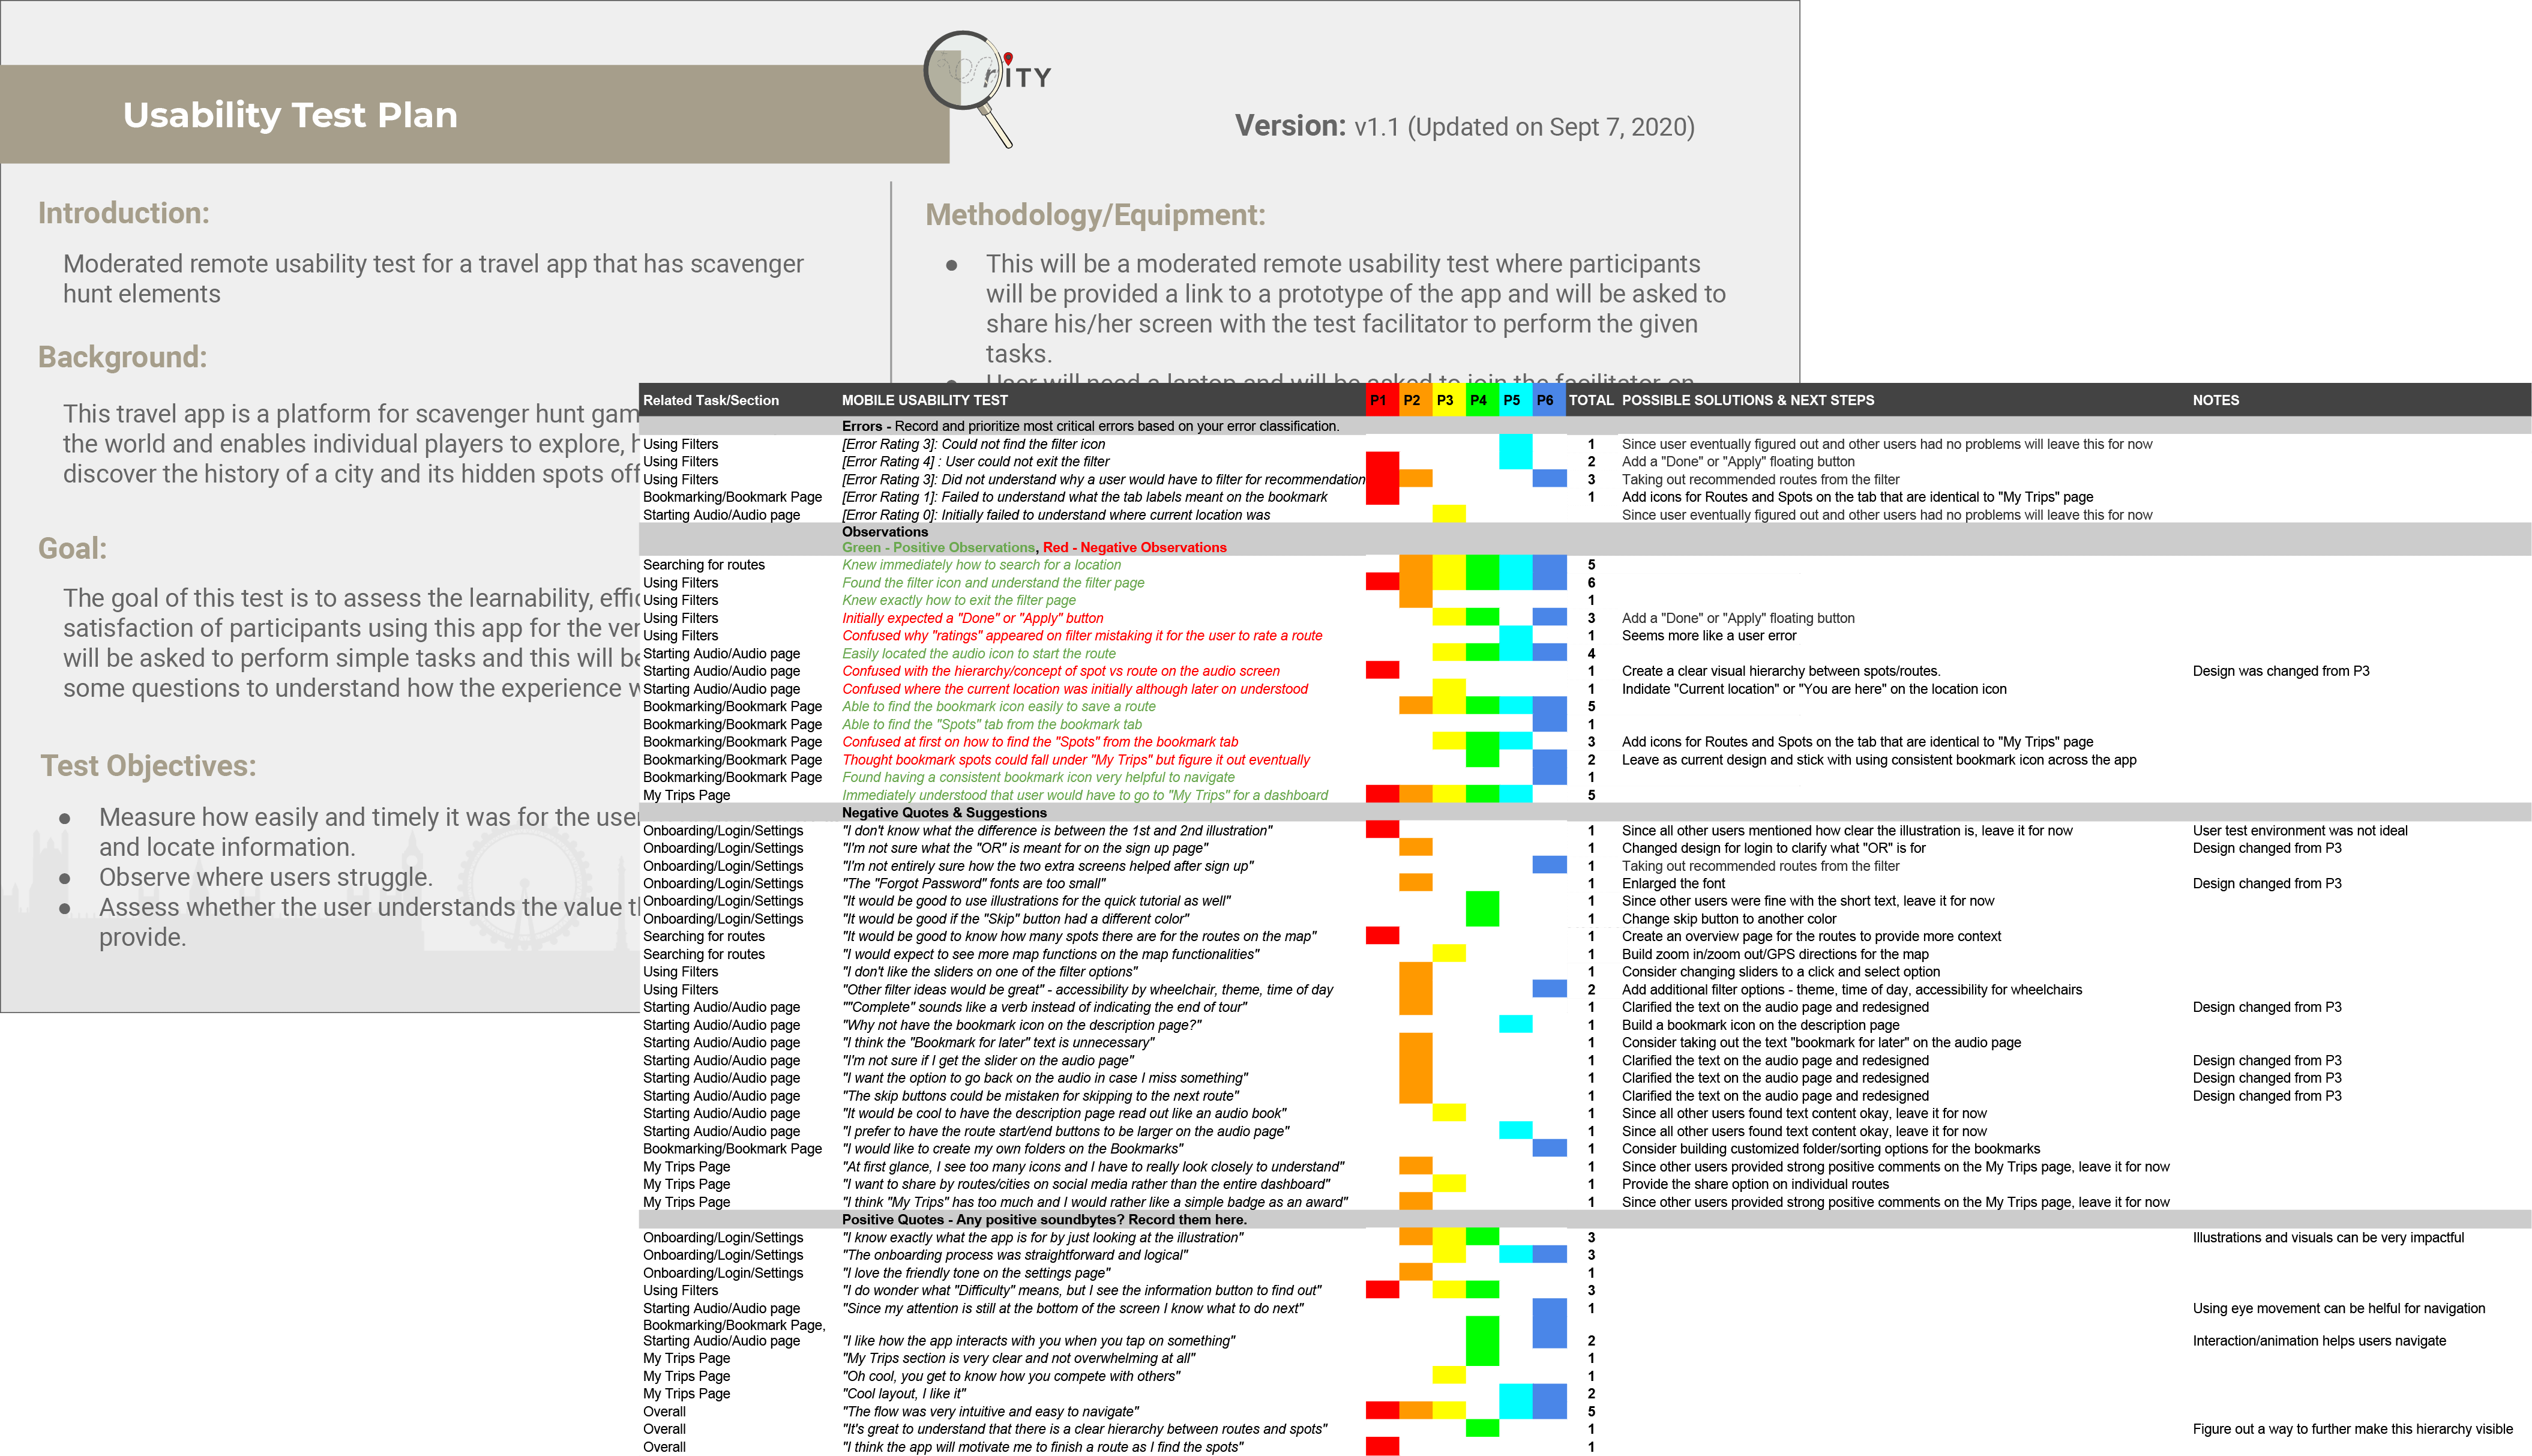 rITY
Usability Test Plan
Version: v1.1 (Updated on Sept 7, 2020)
Introduction:
Moderated remote usability test for a travel app that has scavenger
hunt elements
Background:
This travel app is a platform for scavenger hunt gam
the world and enables individual players to explore, h
discover the history of a city and its hidden spots off
Goal:
The goal of this test is to assess the learnability, effic
satisfaction of participants using this app for the ver
will be asked to perform simple tasks and this will be
some questions to understand how the experience w
Test Objectives:
● Measure how easily and timely it was for the user
and locate information.
● Observe where users struggle.
● Assess whether the user understands the value th
provide.
Methodology/Equipment:
● This will be a moderated remote usability test where participants
will be provided a link to a prototype of the app and will be asked to
share his/her screen with the test facilitator to perform the given
tasks.
● User will need a laptop and will be asked to join the facilitator on
Related Task/Section MOBILE USABILITY TEST P1 P2 P3 P4 P5 P6 TOTAL POSSIBLE SOLUTIONS & NEXT STEPS NOTES
Errors - Record and prioritize most critical errors based on your error classification.
Using Filters [Error Rating 3]: Could not find the filter icon 1 Since user eventually figured out and other users had no problems will leave this for now
Using Filters [Error Rating 4] : User could not exit the filter 2 Add a "Done" or "Apply" floating button
Using Filters [Error Rating 3]: Did not understand why a user would have to filter for recommendation 3 Taking out recommended routes from the filter
Bookmarking/Bookmark Page [Error Rating 1]: Failed to understand what the tab labels meant on the bookmark 1 Add icons for Routes and Spots on the tab that are identical to "My Trips" page
Starting Audio/Audio page [Error Rating 0]: Initially failed to understand where current location was Since user eventually figured out and other users had no problems will leave this for now
Observations
Green - Positive Observations, Red - Negative Observations
Searching for routes Knew immediately how to search for a location 5
Using Filters Found the filter icon and understand the filter page 6
Using Filters Knew exactly how to exit the filter page 1
Using Filters Initially expected a "Done" or "Apply" button 3 Add a "Done" or "Apply" floating button
Using Filters Confused why "ratings" appeared on filter mistaking it for the user to rate a route 1 Seems more like a user error
Starting Audio/Audio page Easily located the audio icon to start the route 4
Starting Audio/Audio page Confused with the hierarchy/concept of spot vs route on the audio screen 1 Create a clear visual hierarchy between spots/routes. Design was changed from P3
Starting Audio/Audio page Confused where the current location was initially although later on understood 1 Indidate "Current location" or "You are here" on the location icon
Bookmarking/Bookmark Page Able to find the bookmark icon easily to save a route 5
Bookmarking/Bookmark Page Able to find the "Spots" tab from the bookmark tab 1
Bookmarking/Bookmark Page Confused at first on how to find the "Spots" from the bookmark tab 3 Add icons for Routes and Spots on the tab that are identical to "My Trips" page
Bookmarking/Bookmark Page Thought bookmark spots could fall under "My Trips" but figure it out eventually 2 Leave as current design and stick with using consistent bookmark icon across the app
Bookmarking/Bookmark Page Found having a consistent bookmark icon very helpful to navigate 1
My Trips Page Immediately understood that user would have to go to "My Trips" for a dashboard 5
Negative Quotes & Suggestions
Onboarding/Login/Settings "I don't know what the difference is between the 1st and 2nd illustration" 1 Since all other users mentioned how clear the illustration is, leave it for now User test environment was not ideal
Onboarding/Login/Settings "I'm not sure what the "OR" is meant for on the sign up page" 1 Changed design for login to clarify what "OR" is for Design changed from P3
Onboarding/Login/Settings "I'm not entirely sure how the two extra screens helped after sign up" 1 Taking out recommended routes from the filter
Onboarding/Login/Settings "The "Forgot Password" fonts are too small" 1 Enlarged the font Design changed from P3
Onboarding/Login/Settings "It would be good to use illustrations for the quick tutorial as well" 1 Since other users were fine with the short text, leave it for now
Onboarding/Login/Settings "It would be good if the "Skip" button had a different color" 1 Change skip button to another color
Searching for routes "It would be good to know how many spots there are for the routes on the map" 1 Create an overview page for the routes to provide more context
Searching for routes "I would expect to see more map functions on the map functionalities" 1 Build zoom in/zoom out/GPS directions for the map
Using Filters "I don't like the sliders on one of the filter options" 1 Consider changing sliders to a click and select option
Using Filters "Other filter ideas would be great" - accessibility by wheelchair, theme, time of day 2 Add additional filter options - theme, time of day, accessibility for wheelchairs
Starting Audio/Audio page ""Complete" sounds like a verb instead of indicating the end of tour" 1 Clarified the text on the audio page and redesigned Design changed from P3
Starting Audio/Audio page "Why not have the bookmark icon on the description page?" 1 Build a bookmark icon on the description page
Starting Audio/Audio page "I think the "Bookmark for later" text is unnecessary" 1 Consider taking out the text "bookmark for later" on the audio page
Starting Audio/Audio page "I'm not sure if I get the slider on the audio page" 1 Clarified the text on the audio page and redesigned Design changed from P3
Starting Audio/Audio page "I want the option to go back on the audio in case I miss something" 1 Clarified the text on the audio page and redesigned Design changed from P3
Starting Audio/Audio page "The skip buttons could be mistaken for skipping to the next route" 1 Clarified the text on the audio page and redesigned Design changed from P3
Starting Audio/Audio page "It would be cool to have the description page read out like an audio book" 1 Since all other users found text content okay, leave it for now
Starting Audio/Audio page "I prefer to have the route start/end buttons to be larger on the audio page" 1 Since all other users found text content okay, leave it for now
Bookmarking/Bookmark Page "I would like to create my own folders on the Bookmarks" 1 Consider building customized folder/sorting options for the bookmarks
My Trips Page "At first glance, I see too many icons and I have to really look closely to understand" 1 Since other users provided strong positive comments on the My Trips page, leave it for now
My Trips Page "I want to share by routes/cities on social media rather than the entire dashboard" 1 Provide the share option on individual routes
My Trips Page "I think "My Trips" has too much and I would rather like a simple badge as an award" 1 Since other users provided strong positive comments on the My Trips page, leave it for now
Positive Quotes - Any positive soundbytes? Record them here.
Onboarding/Login/Settings "I know exactly what the app is for by just looking at the illustration" 3 Illustrations and visuals can be very impactful
Onboarding/Login/Settings "The onboarding process was straightforward and logical" 3
Onboarding/Login/Settings "I love the friendly tone on the settings page" 1
Using Filters "I do wonder what "Difficulty" means, but I see the information button to find out" 3
Starting Audio/Audio page "Since my attention is still at the bottom of the screen I know what to do next" 1 Using eye movement can be helful for navigation
Bookmarking/Bookmark Page,
Starting Audio/Audio page "I like how the app interacts with you when you tap on something" 2 Interaction/animation helps users navigate
My Trips Page "My Trips section is very clear and not overwhelming at all" 1
My Trips Page "Oh cool, you get to know how you compete with others" 1
My Trips Page "Cool layout, I like it" 2
Overall "The flow was very intuitive and easy to navigate" 5
Overall "It's great to understand that there is a clear hierarchy between routes and spots" 1 Figure out a way to further make this hierarchy visible
Overall "I think the app will motivate me to finish a route as I find the spots" 1